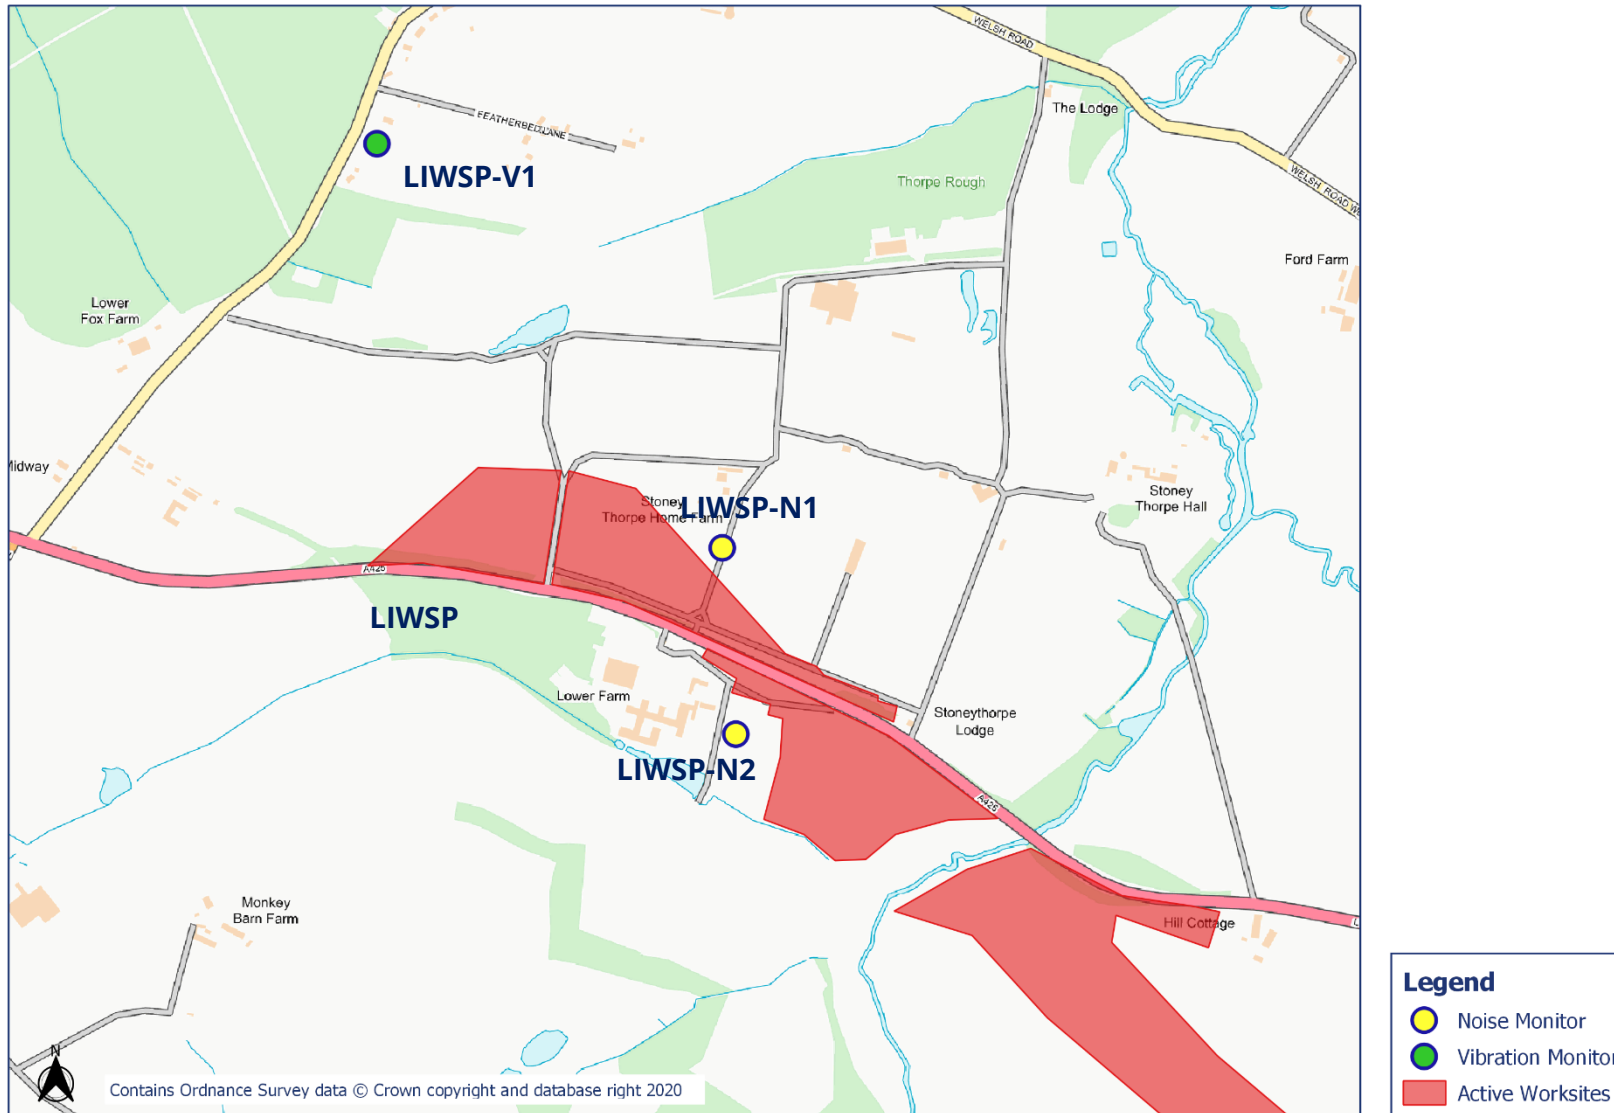 WELSH ROAD
The Lodge
FEATHERBED LANE
LIWSP-V1
Thorpe Rough
WELSH ROAD W
Ford Farm
Lower
Fox Farm
Midway
Stoney
Thorpe Home Farm
LIWSP-N1
Stoney
Thorpe Hall
A425
LIWSP
Lower Farm
Stoneythorpe
Lodge
LIWSP-N2
A425
Monkey
Barn Farm
Hill Cottage
N
Contains Ordnance Survey data © Crown copyright and database right 2020
Legend
Noise Monitor
Vibration Monitor
Active Worksites